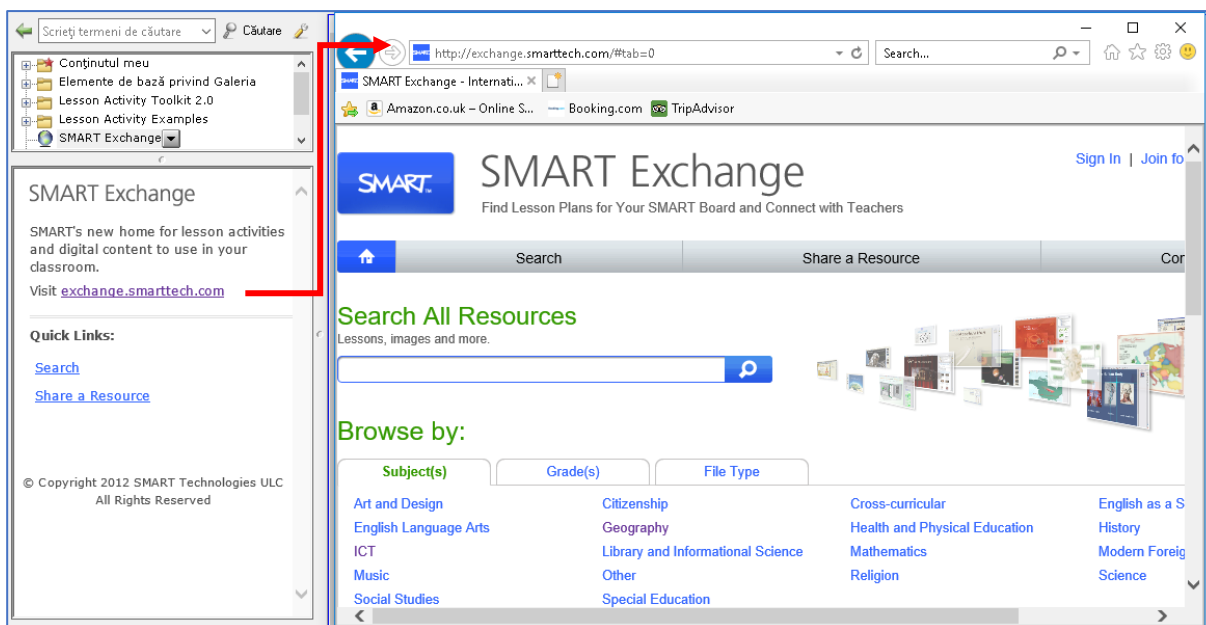 Scrieți termeni de căutare
Căutare
Conținutul meu
Elemente de bază privind Galeria
Lesson Activity Toolkit 2.0
Lesson Activity Examples
SMART Exchange
SMART Exchange
SMART's new home for lesson activities
and digital content to use in your
classroom.
Visit exchange.smarttech.com
Quick Links:
Search
Share a Resource
© Copyright 2012 SMART Technologies ULC
All Rights Reserved
http://exchange.smarttech.com/#tab=0
Search...
SMART Exchange - Internati...
Amazon.co.uk – Online S...
Booking.com
TripAdvisor
SMART
SMART Exchange
Find Lesson Plans for Your SMART Board and Connect with Teachers
Sign In | Join fo
Search
Share a Resource
Cor
Search All Resources
Lessons, images and more.
Browse by:
Subject(s)
Grade(s)
File Type
Art and Design
Citizenship
Cross-curricular
English as a S
English Language Arts
Geography
Health and Physical Education
History
ICT
Library and Informational Science
Mathematics
Modern Foreig
Music
Other
Religion
Science
Social Studies
Special Education